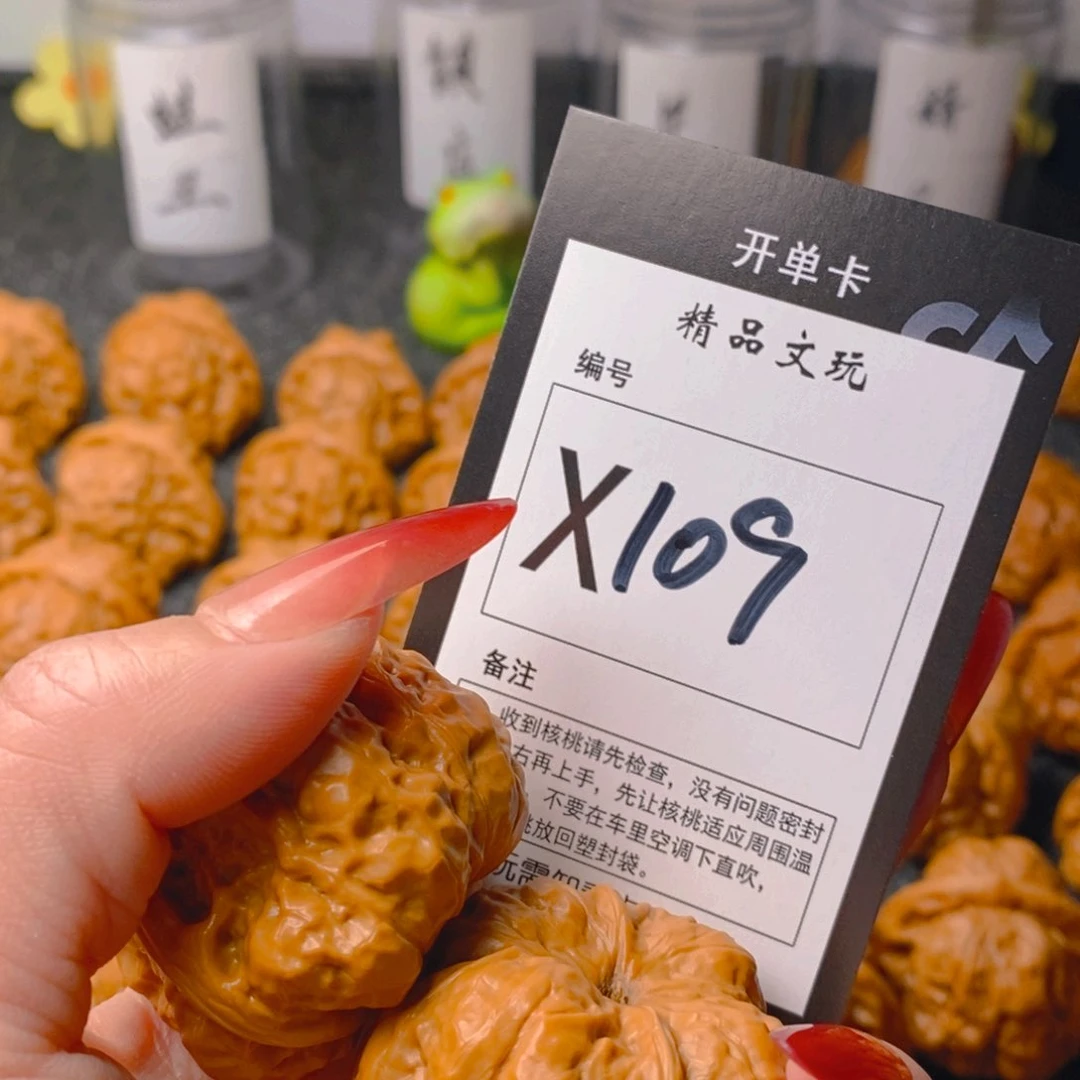 开单卡
精品文玩
编号
X109
备注
收到核桃请先检查，没有问题密封
右再上手，先让核桃适应周围温
不要在车里空调下直吹，
放回塑封袋。